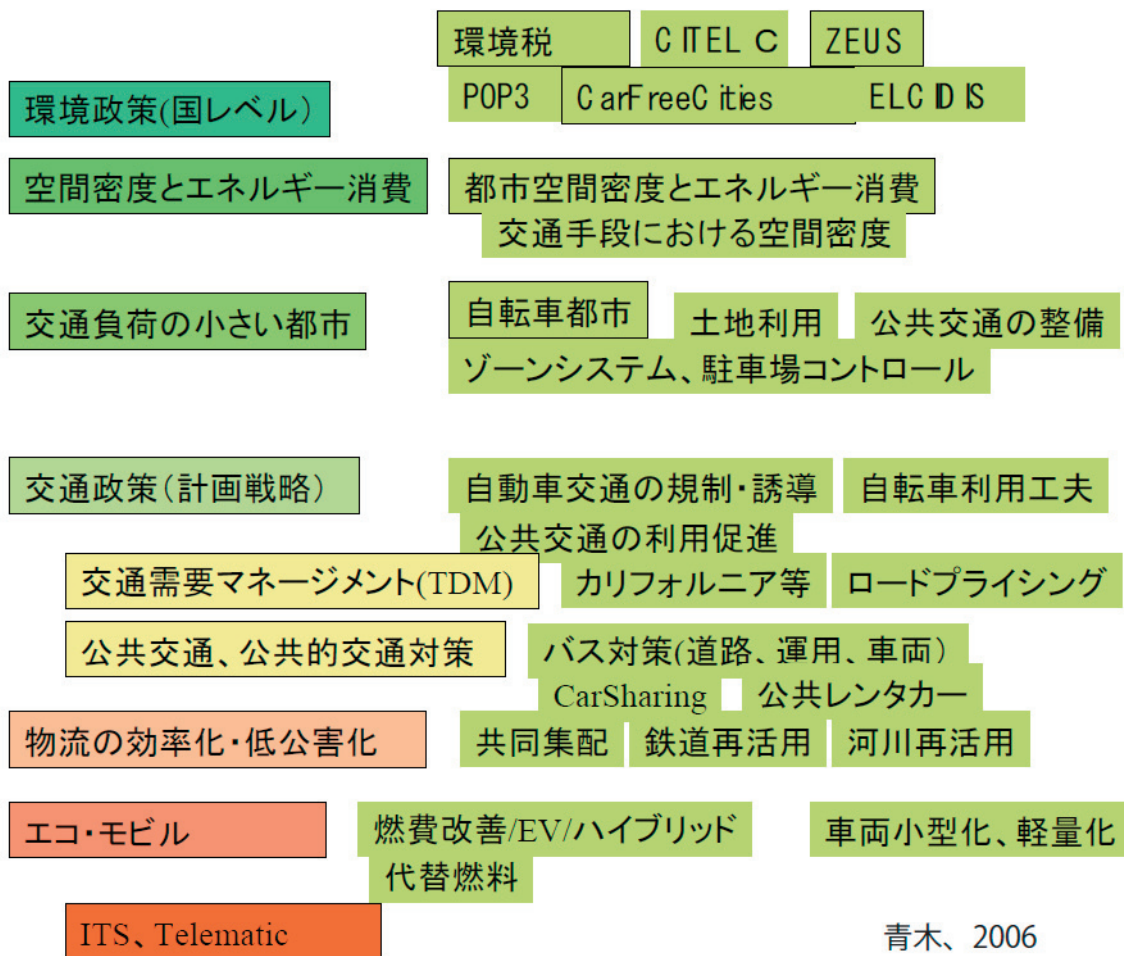 環境税 CITELC ZEUS
環境政策(国レベル) POP3 CarFreeCities ELCIDIS
空間密度とエネルギー消費 都市空間密度とエネルギー消費
交通手段における空間密度
交通負荷の小さい都市 自転車都市 土地利用 公共交通の整備
ゾーンシステム、駐車場コントロール
交通政策(計画戦略) 自動車交通の規制・誘導 自転車利用工夫
公共交通の利用促進
交通需要マネージメント(TDM) カリフォルニア等 ロードプライシング
公共交通、公共的交通対策 バス対策(道路、運用、車両)
CarSharing 公共レンタカー
物流の効率化・低公害化 共同集配 鉄道再活用 河川再活用
エコ・モビル 燃費改善/EV/ハイブリッド 車両小型化、軽量化
代替燃料
ITS、Telematic 青木、2006